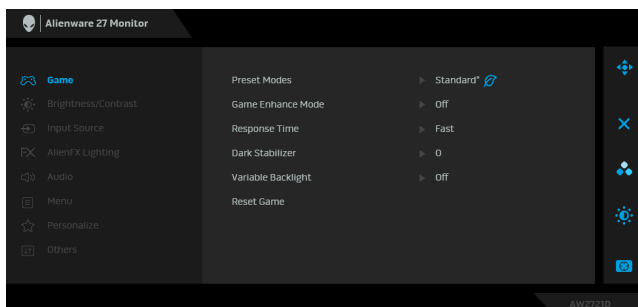 Alienware 27 Monitor
Game
Brightness/Contrast
Input Source
AlienFX Lighting
Audio
Menu
Personalize
Others
Preset Modes Standard*
Game Enhance Mode Off
Response Time Fast
Dark Stabilizer 0
Variable Backlight Off
Reset Game
AW2721D